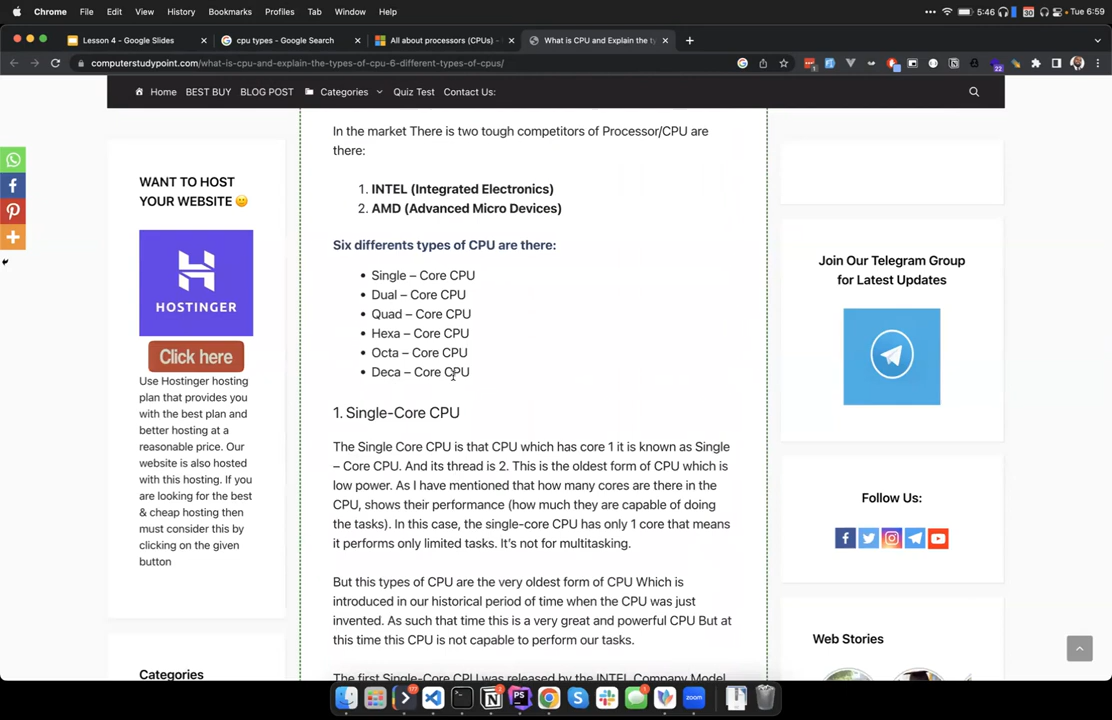 Chrome File Edit View History Bookmarks Profiles Tab Window Help 5:46 30 Tue 6:59
Lesson 4 - Google Slides cpu types - Google Search All about processors (CPUs) - What is CPU and Explain the ty
computerstudypoint.com/what-is-cpu-and-explain-the-types-of-cpu-6-different-types-of-cpus/
Home BEST BUY BLOG POST Categories Quiz Test Contact Us:
WANT TO HOST
YOUR WEBSITE 🙂
HOSTINGER
Click here
Use Hostinger hosting
plan that provides you
with the best plan and
better hosting at a
reasonable price. Our
website is also hosted
with this hosting. If you
are looking for the best
& cheap hosting then
must consider this by
clicking on the given
button
Categories
In the market There is two tough competitors of Processor/CPU are
there:
1. INTEL (Integrated Electronics)
2. AMD (Advanced Micro Devices)
Six differents types of CPU are there:
• Single – Core CPU
• Dual – Core CPU
• Quad – Core CPU
• Hexa – Core CPU
• Octa – Core CPU
• Deca – Core CPU
1. Single-Core CPU
The Single Core CPU is that CPU which has core 1 it is known as Single
– Core CPU. And its thread is 2. This is the oldest form of CPU which is
low power. As I have mentioned that how many cores are there in the
CPU, shows their performance (how much they are capable of doing
the tasks). In this case, the single-core CPU has only 1 core that means
it performs only limited tasks. It's not for multitasking.
But this types of CPU are the very oldest form of CPU Which is
introduced in our historical period of time when the CPU was just
invented. As such that time this is a very great and powerful CPU But at
this time this CPU is not capable to perform our tasks.
The first Single-Core CPU was released by the INTEL Company Model
Join Our Telegram Group
for Latest Updates
Follow Us:
Web Stories
zoom